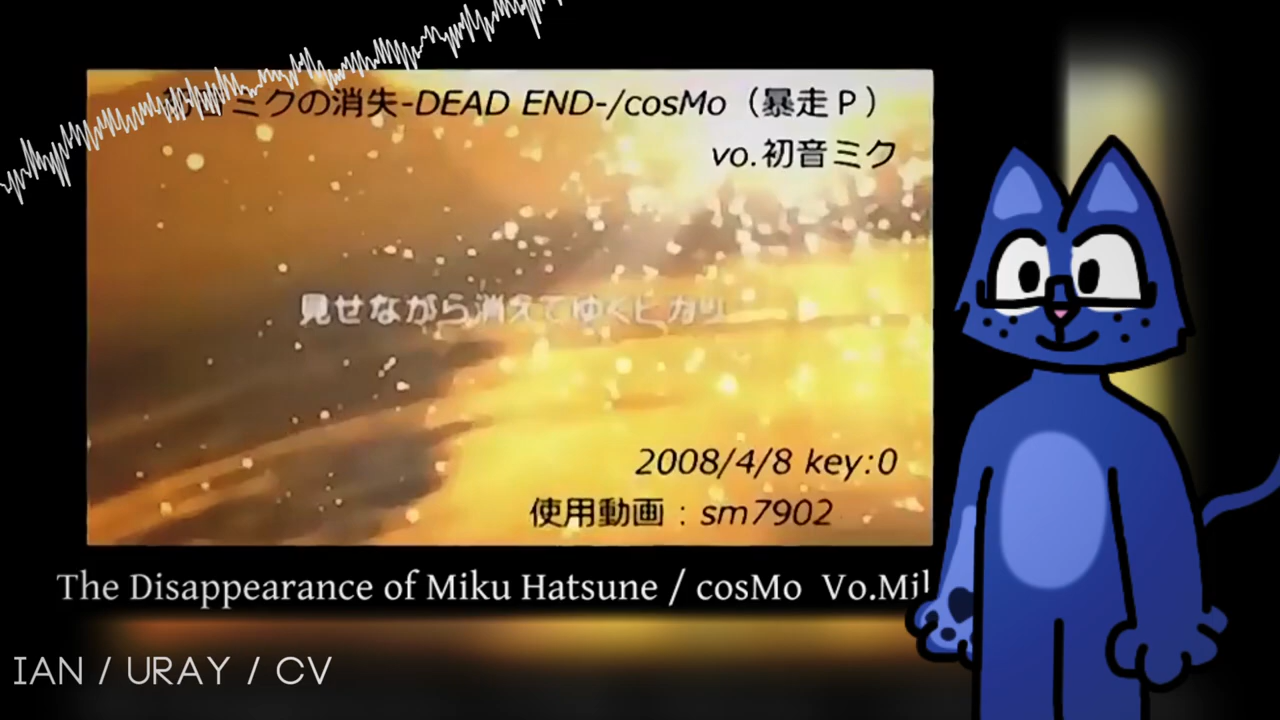 ミクの消失-DEAD END-/cosMo（暴走P）
vo.初音ミク
見せながら消えてゆくヒカリ
2008/4/8 key:0
使用動画：sm7902
The Disappearance of Miku Hatsune / cosMo Vo.Mi
IAN / URAY / CV